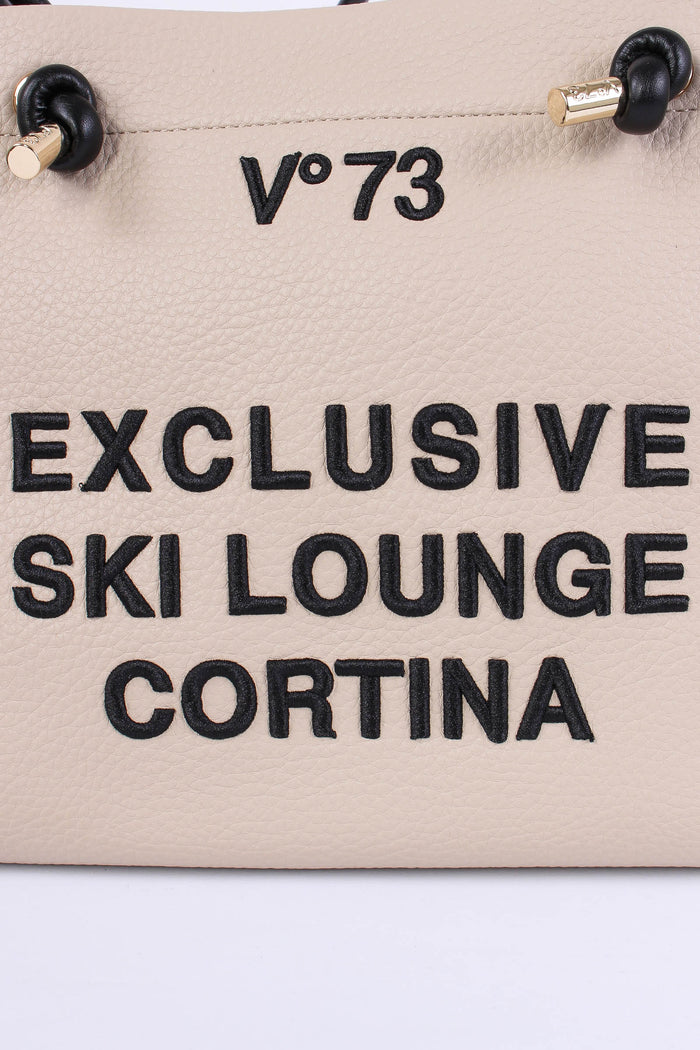 V° 73
EXCLUSIVE
SKI LOUNGE
CORTINA